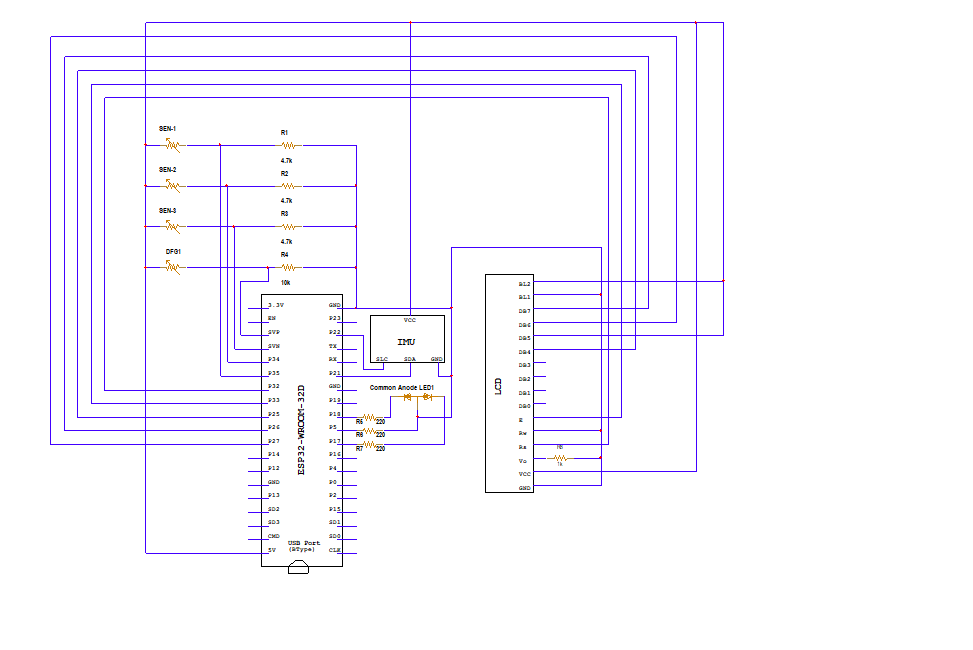 SEN-1
R1
4.7k
SEN-2
R2
4.7k
SEN-3
R3
4.7k
DFG1
R4
10k
3.3V
EN
SVP
SVN
P34
P35
P32
P33
P25
P26
P27
P14
P12
GND
P13
SD2
SD3
CMD
5V
ESP32-WROOM-32D
USB Port
(BType)
GND
P23
P22
TX
RX
P21
GND
P19
P18
P5
P17
P16
P4
P0
P2
P15
SD1
SD0
CLK
VCC
IMU
SLC
SDA
GND
Common Anode LED1
R5
220
R6
220
R7
220
LCD
BL2
BL1
DB7
DB6
DB5
DB4
DB3
DB2
DB1
DB0
E
Rw
Rs
Vo
VCC
GND
1k